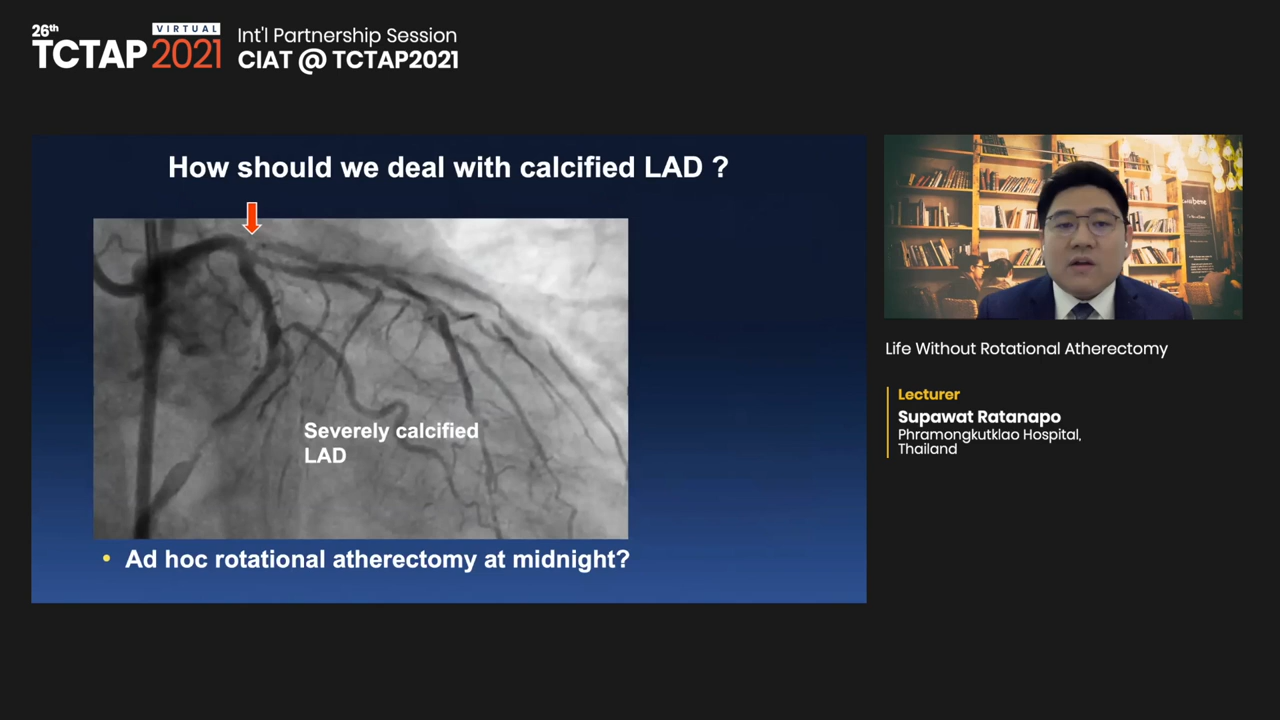 26th
TCTAP
VIRTUAL
2021
Int'l Partnership Session
CIAT @ TCTAP2021
How should we deal with calcified LAD ?
Severely calcified
LAD
• Ad hoc rotational atherectomy at midnight?
Life Without Rotational Atherectomy
Lecturer
Supawat Ratanapo
Phramongkutklao Hospital,
Thailand